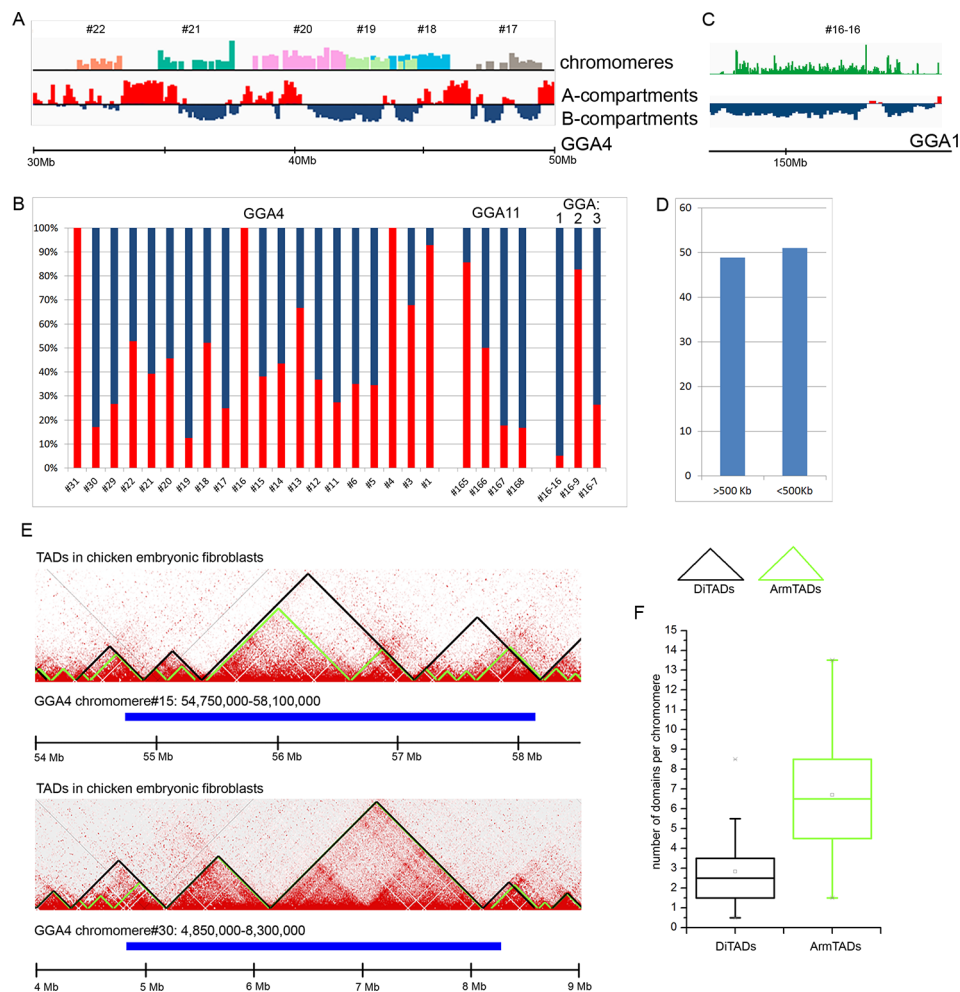 A
#22 #21 #20 #19 #18 #17
chromomeres
A-compartments
B-compartments
GGA4
30Mb 40Mb 50Mb
C
#16-16
GGA1
150Mb
B
GGA4 GGA11 GGA:
1 2 3
100%
90%
80%
70%
60%
50%
40%
30%
20%
10%
0%
#31 #30 #29 #22 #21 #20 #19 #18 #17 #16 #15 #14 #13 #12 #11 #6 #5 #4 #3 #1 #165 #166 #167 #168 #16-16 #16-9 #16-7
D
60
50
40
30
20
10
0
>500 Kb <500Kb
E
TADs in chicken embryonic fibroblasts
GGA4 chromomere#15: 54,750,000-58,100,000
54 Mb 55 Mb 56 Mb 57 Mb 58 Mb
TADs in chicken embryonic fibroblasts
GGA4 chromomere#30: 4,850,000-8,300,000
4 Mb 5 Mb 6 Mb 7 Mb 8 Mb 9 Mb
DiTADs ArmTADs
F
number of domains per chromomere
15
14
13
12
11
10
9
8
7
6
5
4
3
2
1
0
DiTADs ArmTADs